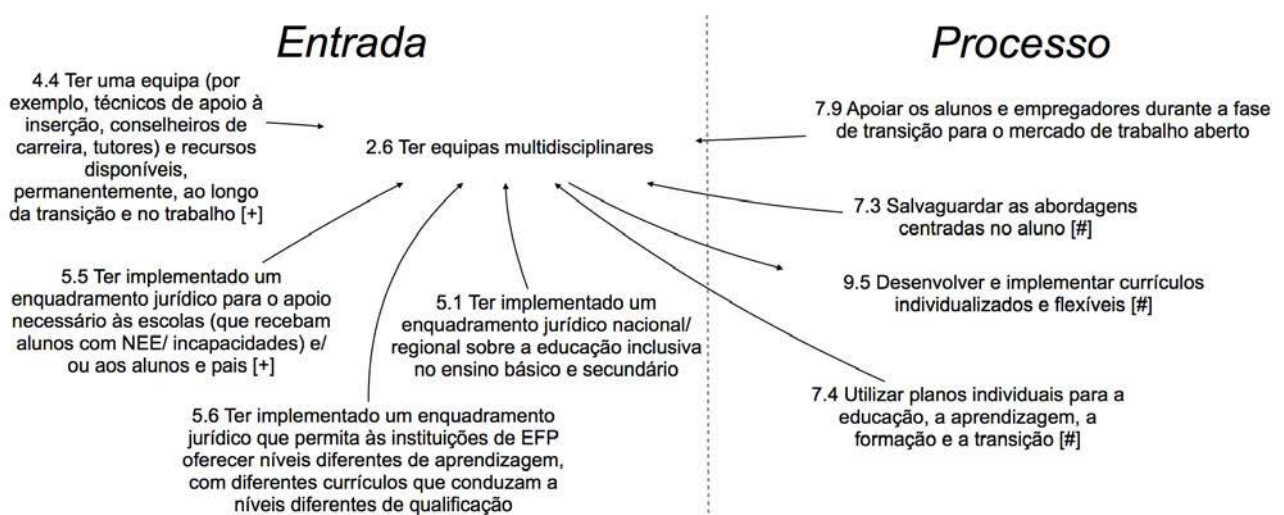 Entrada
Processo
4.4 Ter uma equipa (por
exemplo, técnicos de apoio à
inserção, conselheiros de
carreira, tutores) e recursos
disponíveis,
permanentemente, ao longo
da transição e no trabalho [+]
2.6 Ter equipas multidisciplinares
7.9 Apoiar os alunos e empregadores durante a fase
de transição para o mercado de trabalho aberto
7.3 Salvaguardar as abordagens
centradas no aluno [#]
5.5 Ter implementado um
enquadramento jurídico para o apoio
necessário às escolas (que recebam
alunos com NEE/ incapacidades) e/
ou aos alunos e pais [+]
5.1 Ter implementado um
enquadramento jurídico nacional/
regional sobre a educação inclusiva
no ensino básico e secundário
9.5 Desenvolver e implementar currículos
individualizados e flexíveis [#]
5.6 Ter implementado um enquadramento
jurídico que permita às instituições de EFP
oferecer níveis diferentes de aprendizagem,
com diferentes currículos que conduzam a
níveis diferentes de qualificação
7.4 Utilizar planos individuais para a
educação, a aprendizagem, a
formação e a transição [#]